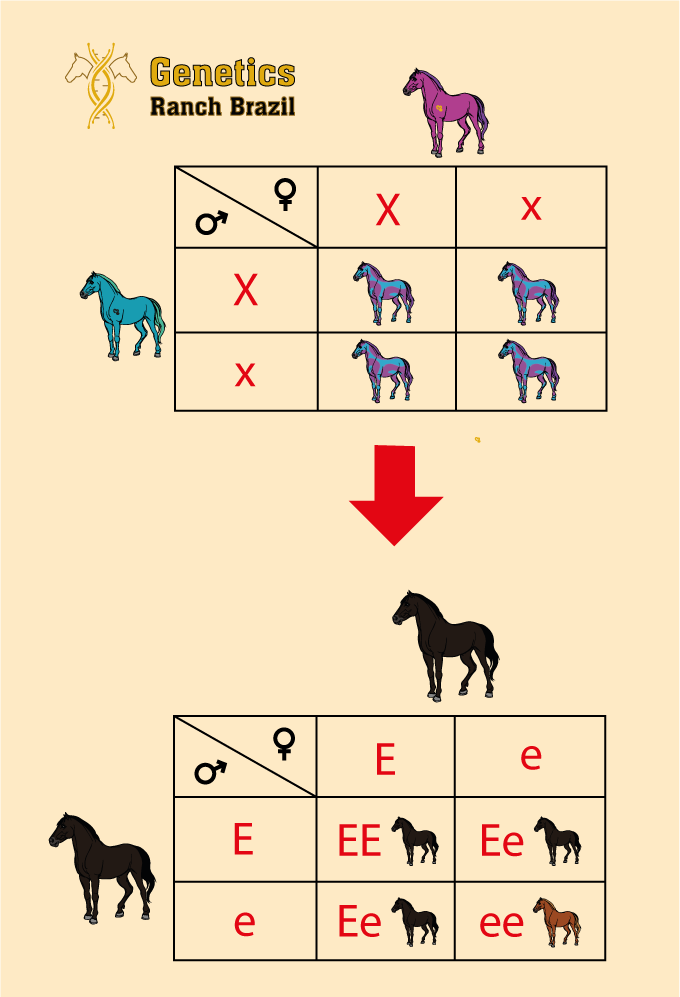 Genetics
Ranch Brazil
♀ X x
♂
X
x
♀ E e
♂
E EE Ee
e Ee ee